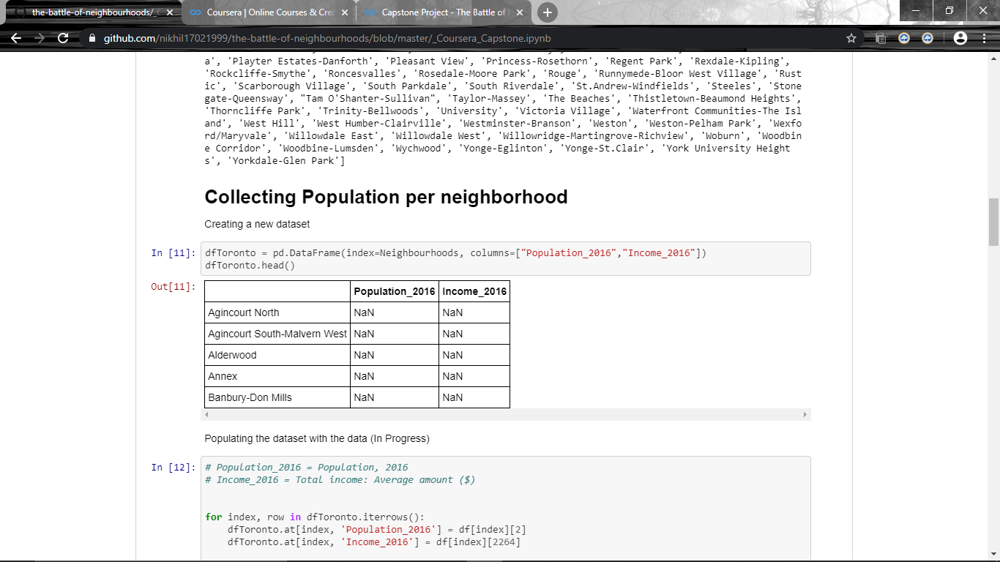 the-battle-of-neighbourhoods/_
Coursera | Online Courses & Cre
Capstone Project - The Battle of
github.com/nikhil17021999/the-battle-of-neighbourhoods/blob/master/_Coursera_Capstone.ipynb
a', 'Playter Estates-Danforth', 'Pleasant View', 'Princess-Rosethorn', 'Regent Park', 'Rexdale-Kipling',
'Rockcliffe-Smythe', 'Roncesvalles', 'Rosedale-Moore Park', 'Rouge', 'Runnymede-Bloor West Village', 'Rust
ic', 'Scarborough Village', 'South Parkdale', 'South Riverdale', 'St.Andrew-Windfields', 'Steeles', 'Stone
gate-Queensway', "Tam O'Shanter-Sullivan", 'Taylor-Massey', 'The Beaches', 'Thistletown-Beaumond Heights',
'Thorncliffe Park', 'Trinity-Bellwoods', 'University', 'Victoria Village', 'Waterfront Communities-The Isl
and', 'West Hill', 'West Humber-Clairville', 'Westminster-Branson', 'Weston', 'Weston-Pelham Park', 'Wexfo
rd/Maryvale', 'Willowdale East', 'Willowdale West', 'Willowridge-Martingrove-Richview', 'Woburn', 'Woodbin
e Corridor', 'Woodbine-Lumsden', 'Wychwood', 'Yonge-Eglinton', 'Yonge-St.Clair', 'York University Height
s', 'Yorkdale-Glen Park']
Collecting Population per neighborhood
Creating a new dataset
In [11]: dfToronto = pd.DataFrame(index=Neighbourhoods, columns=["Population_2016","Income_2016"])
dfToronto.head()
Out[11]:
Population_2016 Income_2016
Agincourt North NaN NaN
Agincourt South-Malvern West NaN NaN
Alderwood NaN NaN
Annex NaN NaN
Banbury-Don Mills NaN NaN
Populating the dataset with the data (In Progress)
In [12]: # Population_2016 = Population, 2016
# Income_2016 = Total income: Average amount ($)
for index, row in dfToronto.iterrows():
dfToronto.at[index, 'Population_2016'] = df[index][2]
dfToronto.at[index, 'Income_2016'] = df[index][2264]